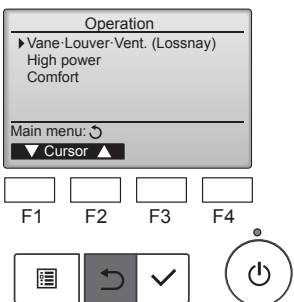 Operation
Vane·Louver·Vent. (Lossnay)
High power
Comfort
Main menu:
Cursor
F1 F2 F3 F4